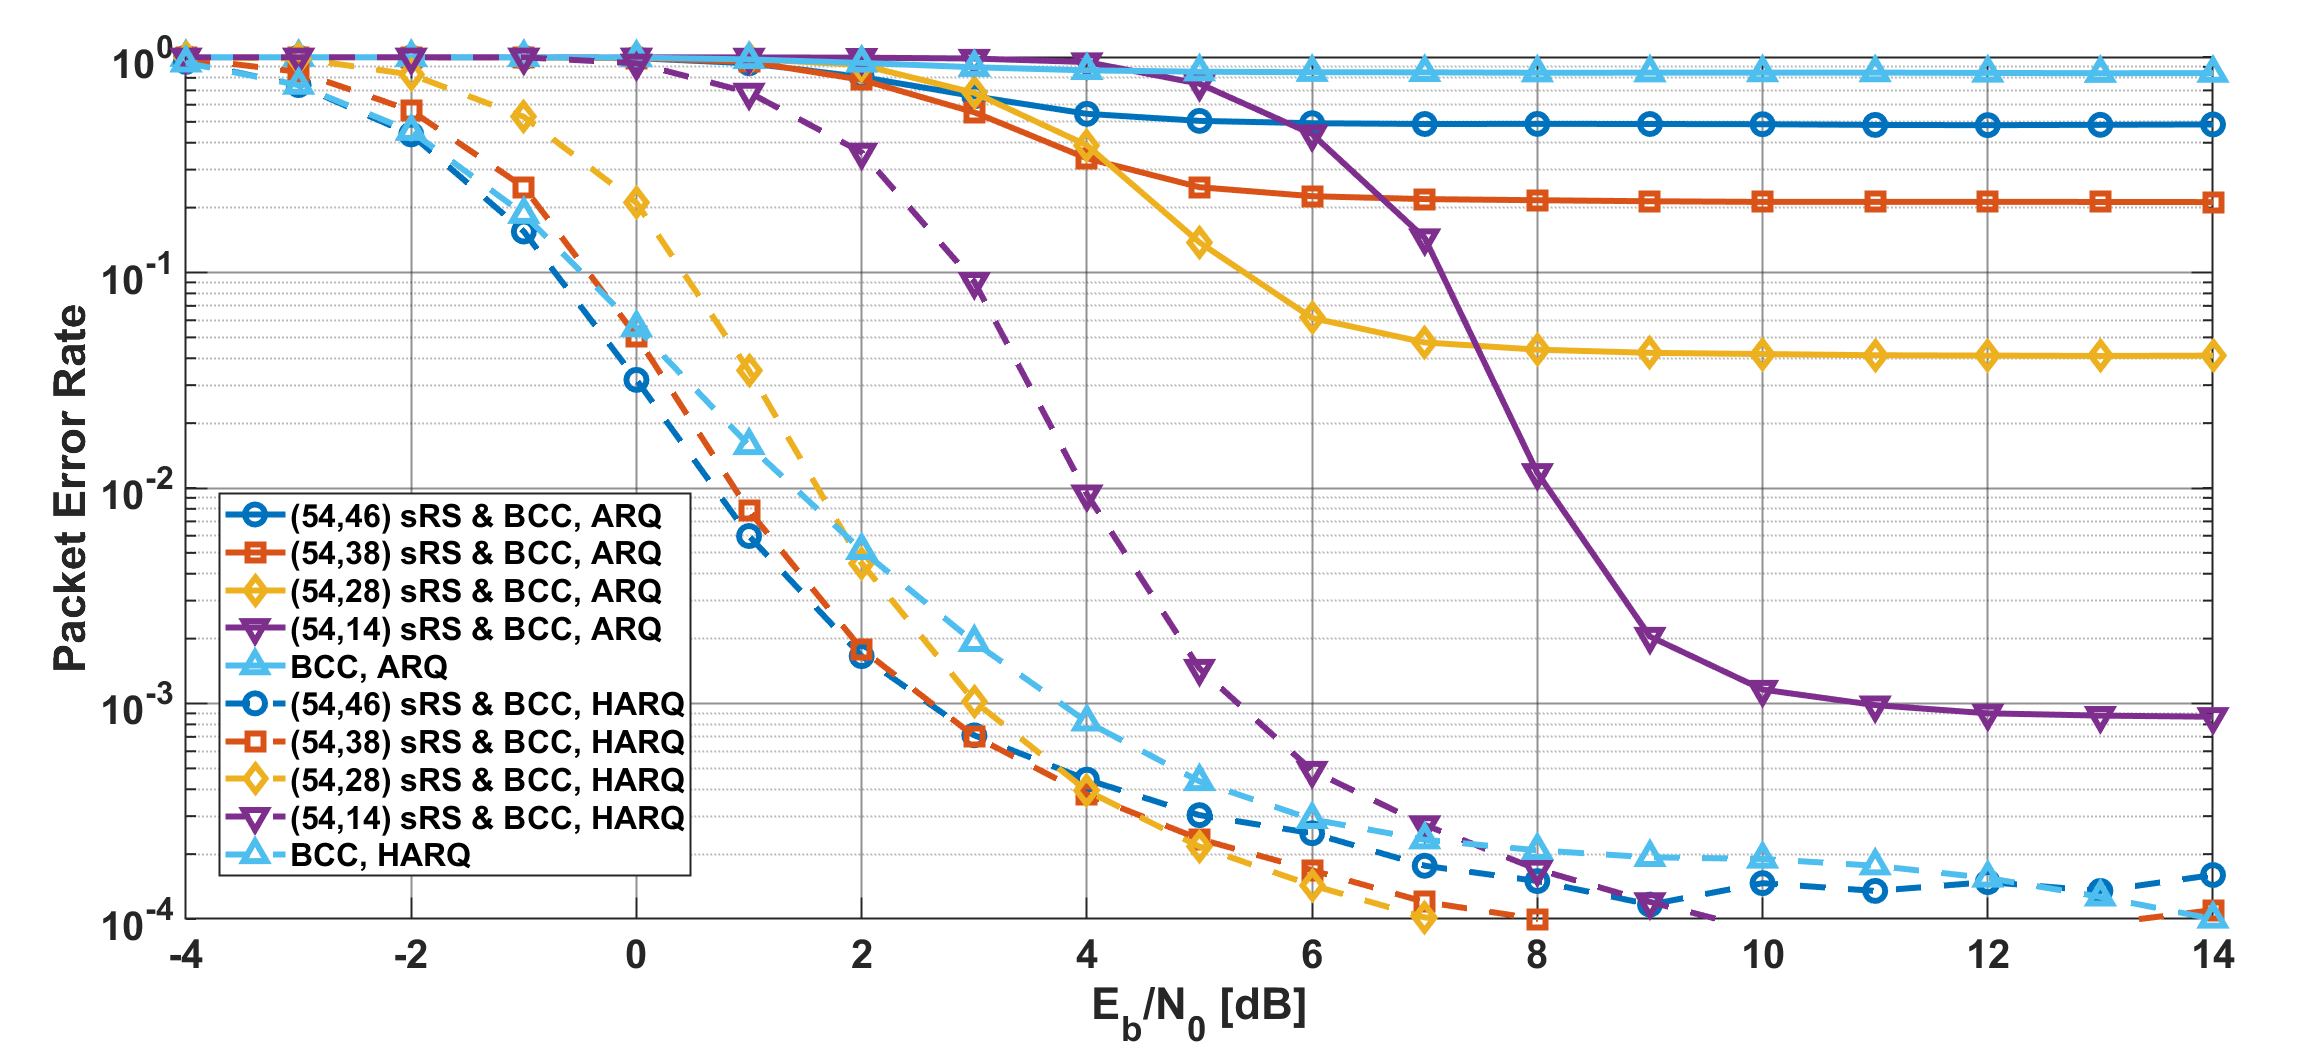 10^0
10^-1
10^-2
10^-3
10^-4
Packet Error Rate
(54,46) sRS & BCC, ARQ
(54,38) sRS & BCC, ARQ
(54,28) sRS & BCC, ARQ
(54,14) sRS & BCC, ARQ
BCC, ARQ
(54,46) sRS & BCC, HARQ
(54,38) sRS & BCC, HARQ
(54,28) sRS & BCC, HARQ
(54,14) sRS & BCC, HARQ
BCC, HARQ
-4 -2 0 2 4 6 8 10 12 14
E_b/N_0 [dB]